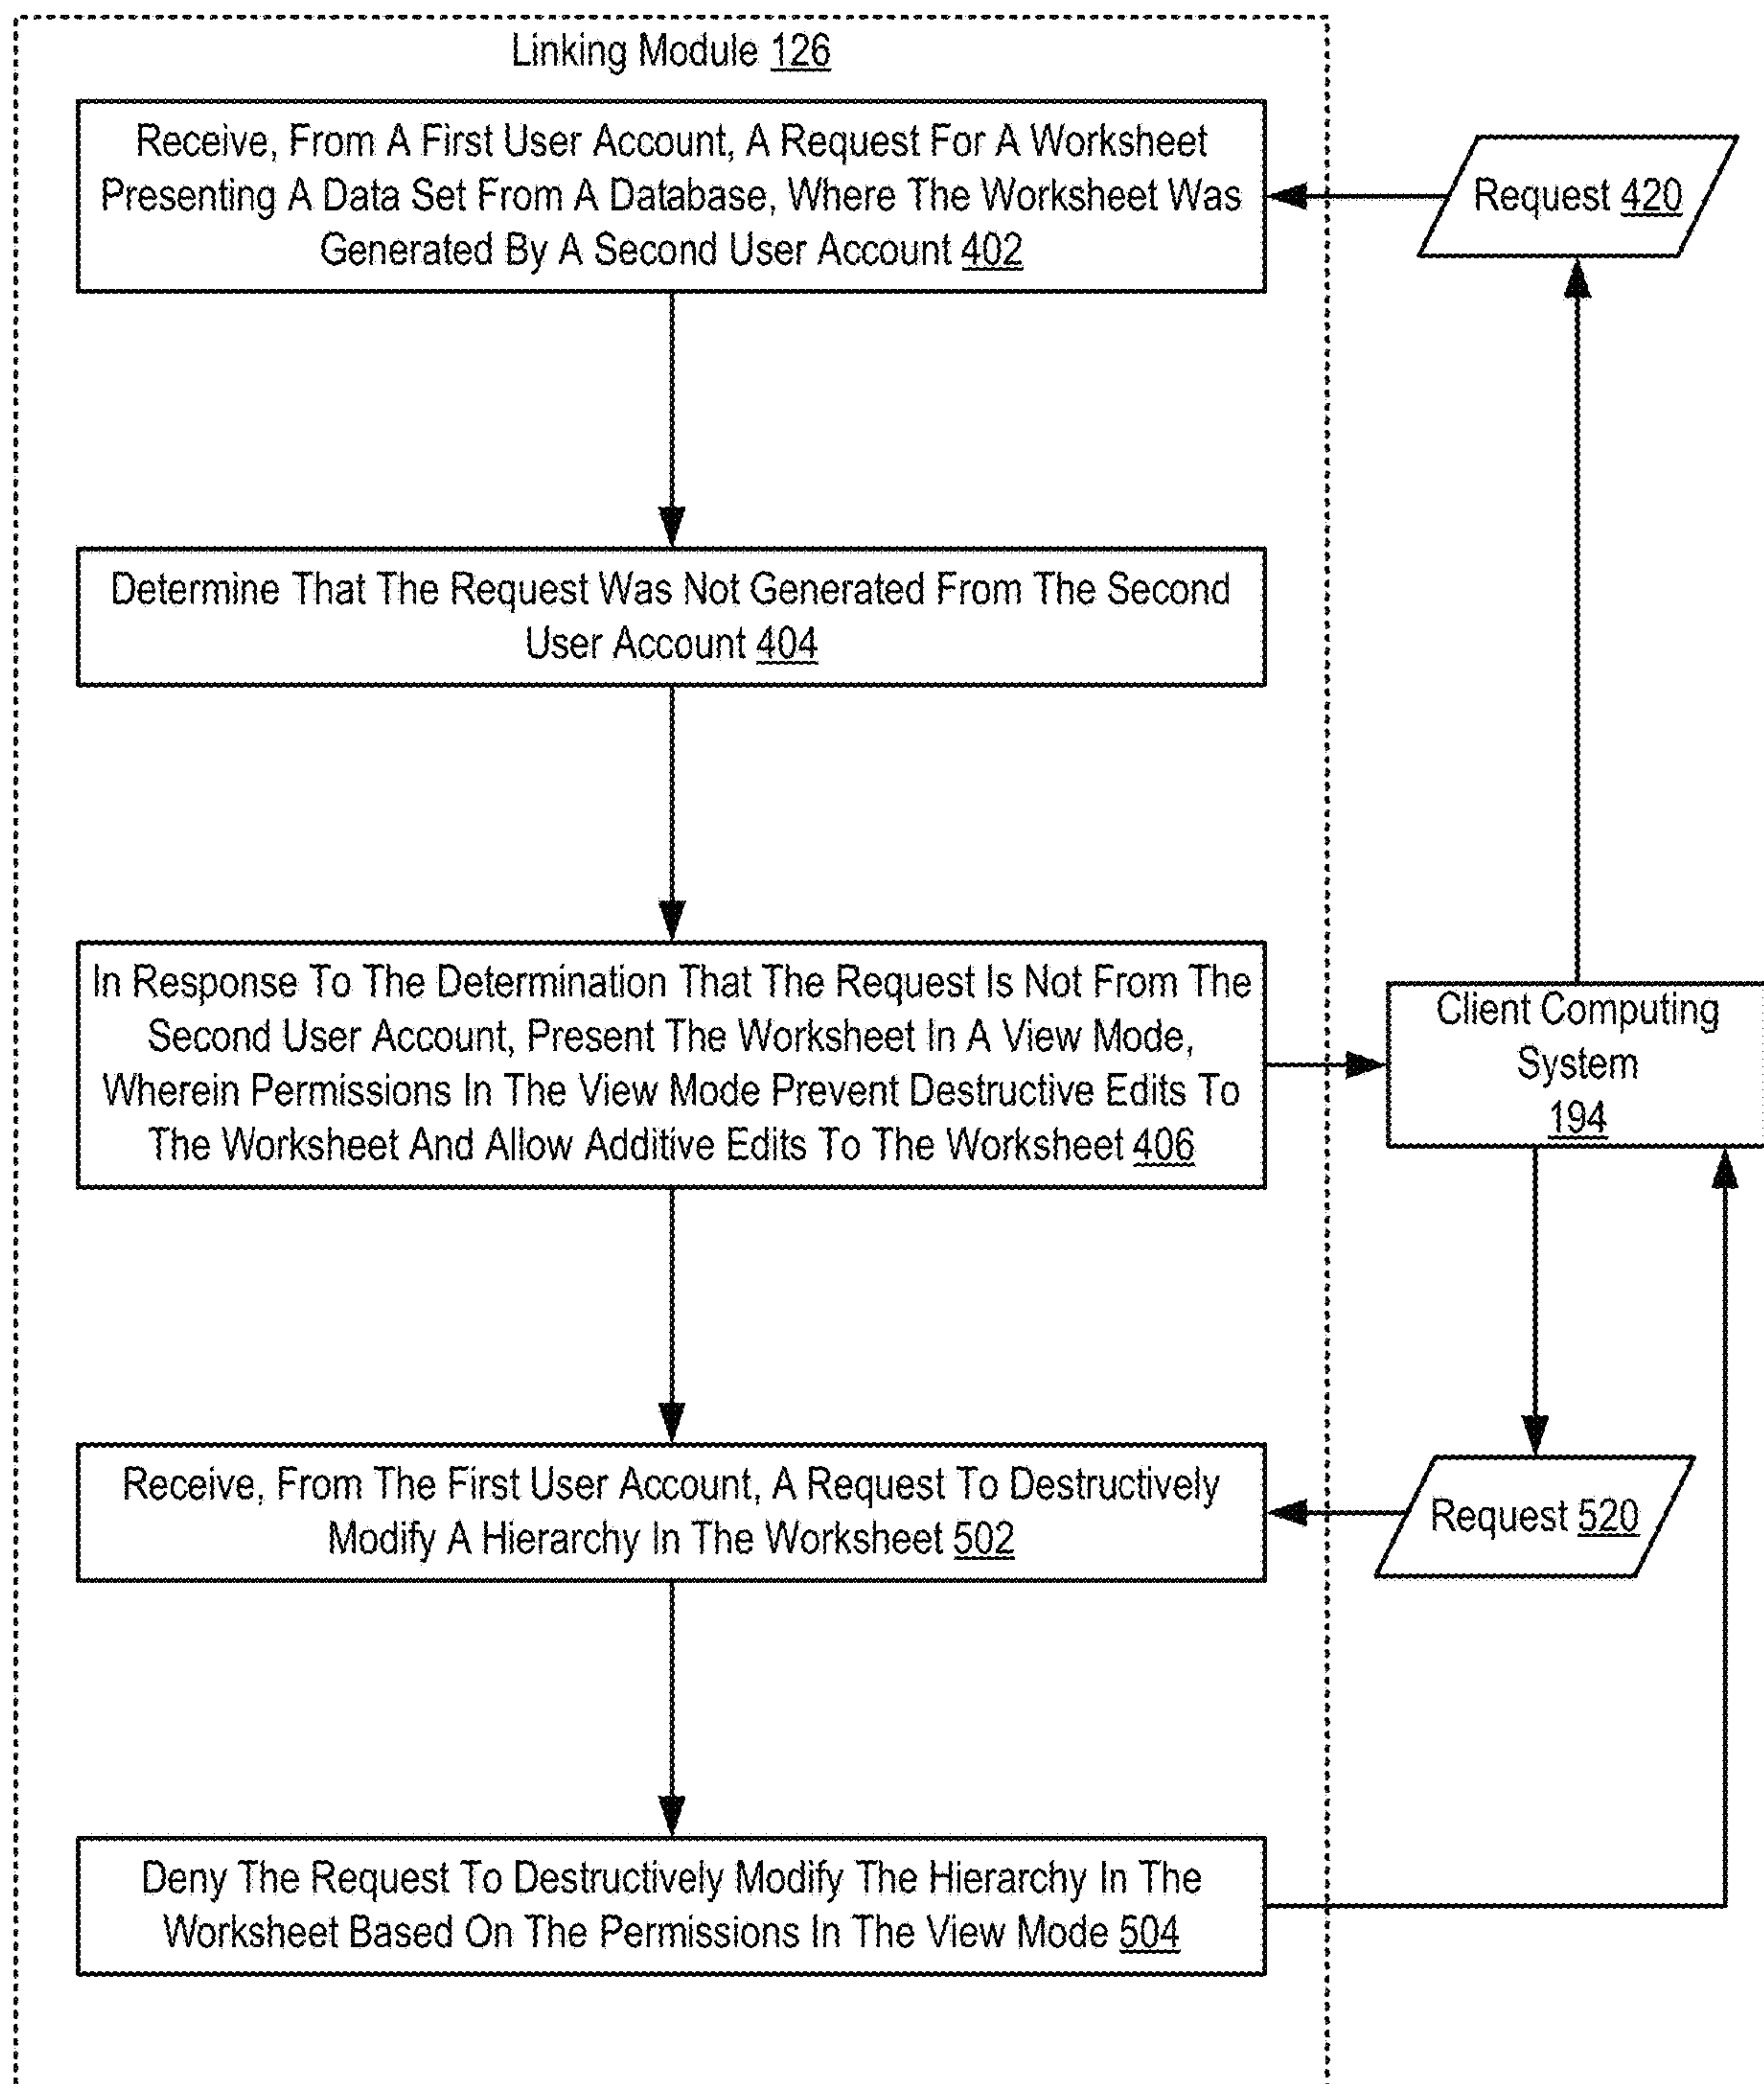 Linking Module 126
Receive, From A First User Account, A Request For A Worksheet
Presenting A Data Set From A Database, Where The Worksheet Was
Generated By A Second User Account 402
Request 420
Determine That The Request Was Not Generated From The Second
User Account 404
In Response To The Determination That The Request Is Not From The
Second User Account, Present The Worksheet In A View Mode,
Wherein Permissions In The View Mode Prevent Destructive Edits To
The Worksheet And Allow Additive Edits To The Worksheet 406
Client Computing
System
194
Receive, From The First User Account, A Request To Destructively
Modify A Hierarchy In The Worksheet 502
Request 520
Deny The Request To Destructively Modify The Hierarchy In The
Worksheet Based On The Permissions In The View Mode 504